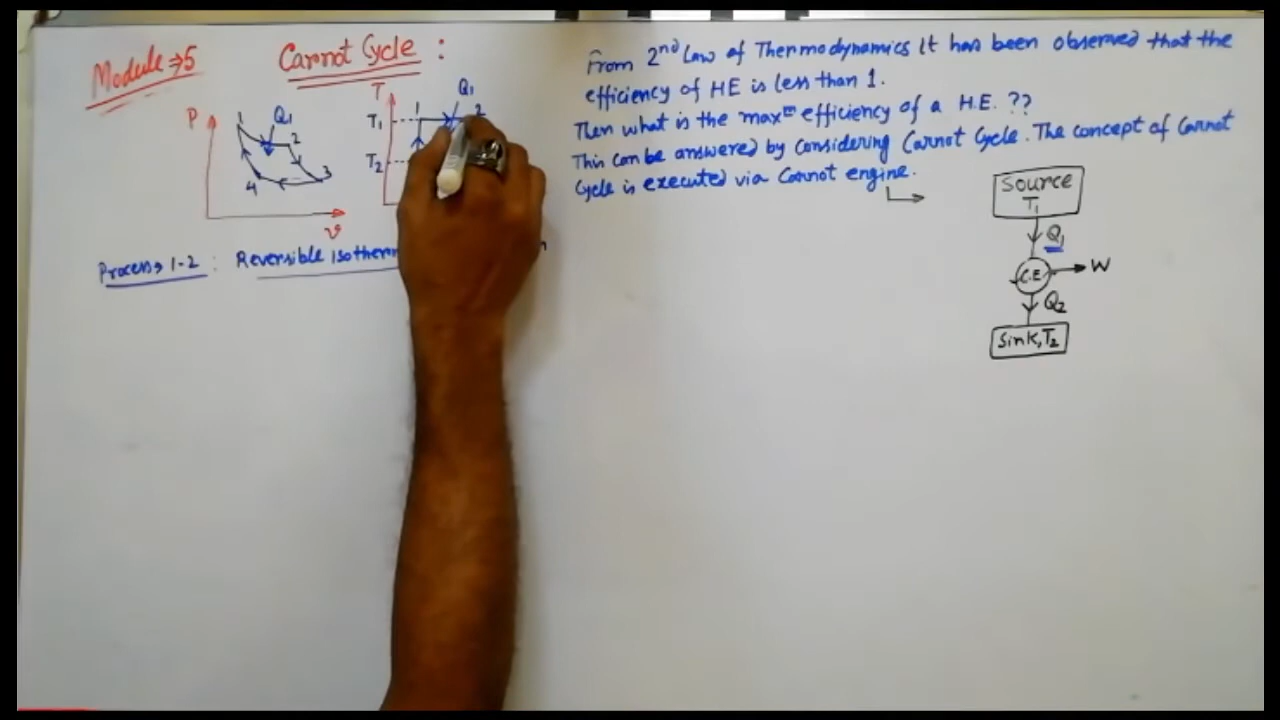 Module → 5
Carnot Cycle :
P
1
Q1
2
3
4
v
T
T1
T2
1
Q1
2
Process 1-2 : Reversible isotherm
n
From 2nd Law of Thermodynamics It has been observed that the
efficiency of HE is less than 1.
Then what is the maxm efficiency of a H.E. ??
This can be answered by considering Carnot Cycle. The concept of Carnot
Cycle is executed via Carnot engine.
Source
T1
Q1
C.E
W
Q2
Sink, T2